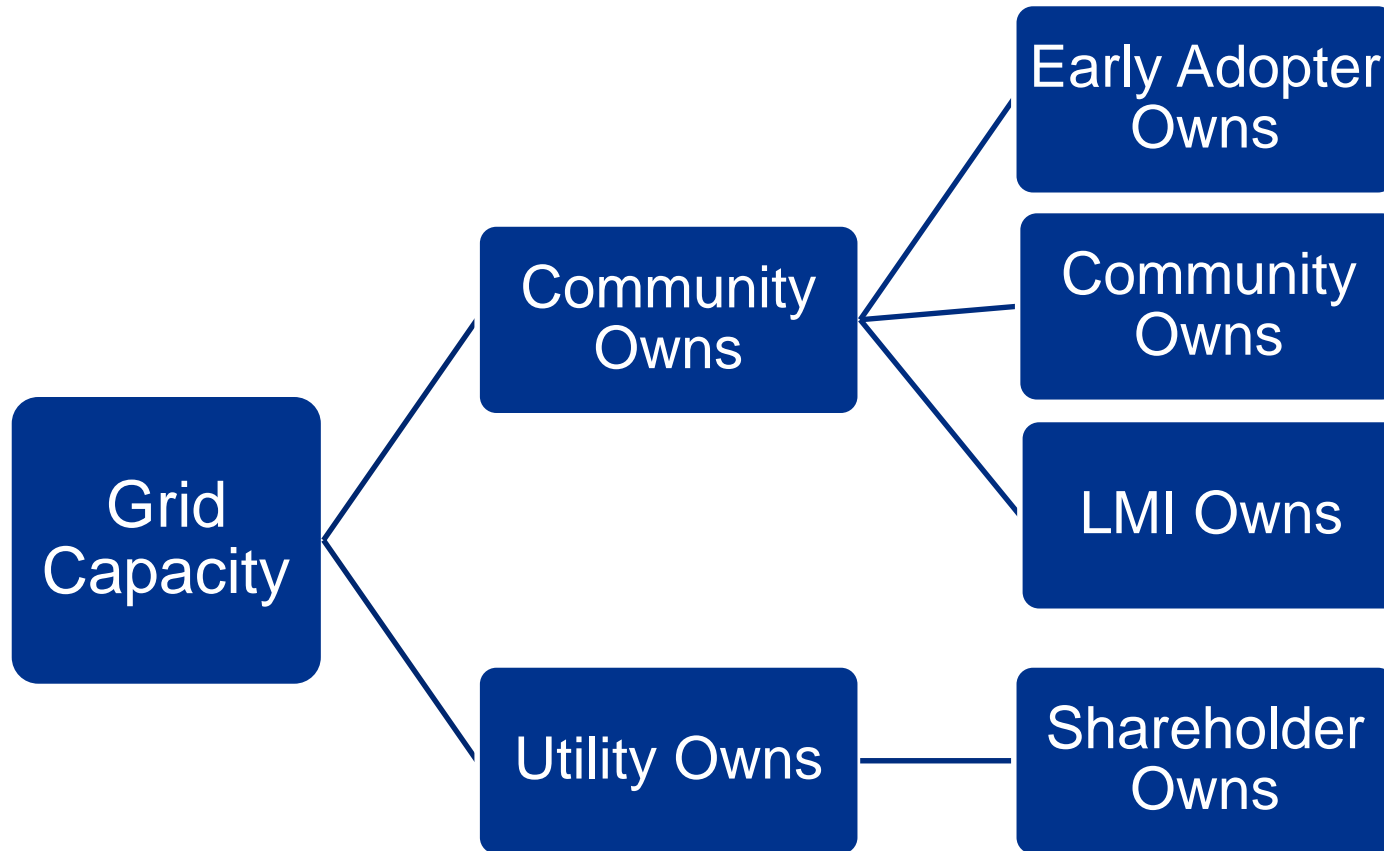 Grid
Capacity
Community
Owns
Utility Owns
Early Adopter
Owns
Community
Owns
LMI Owns
Shareholder
Owns